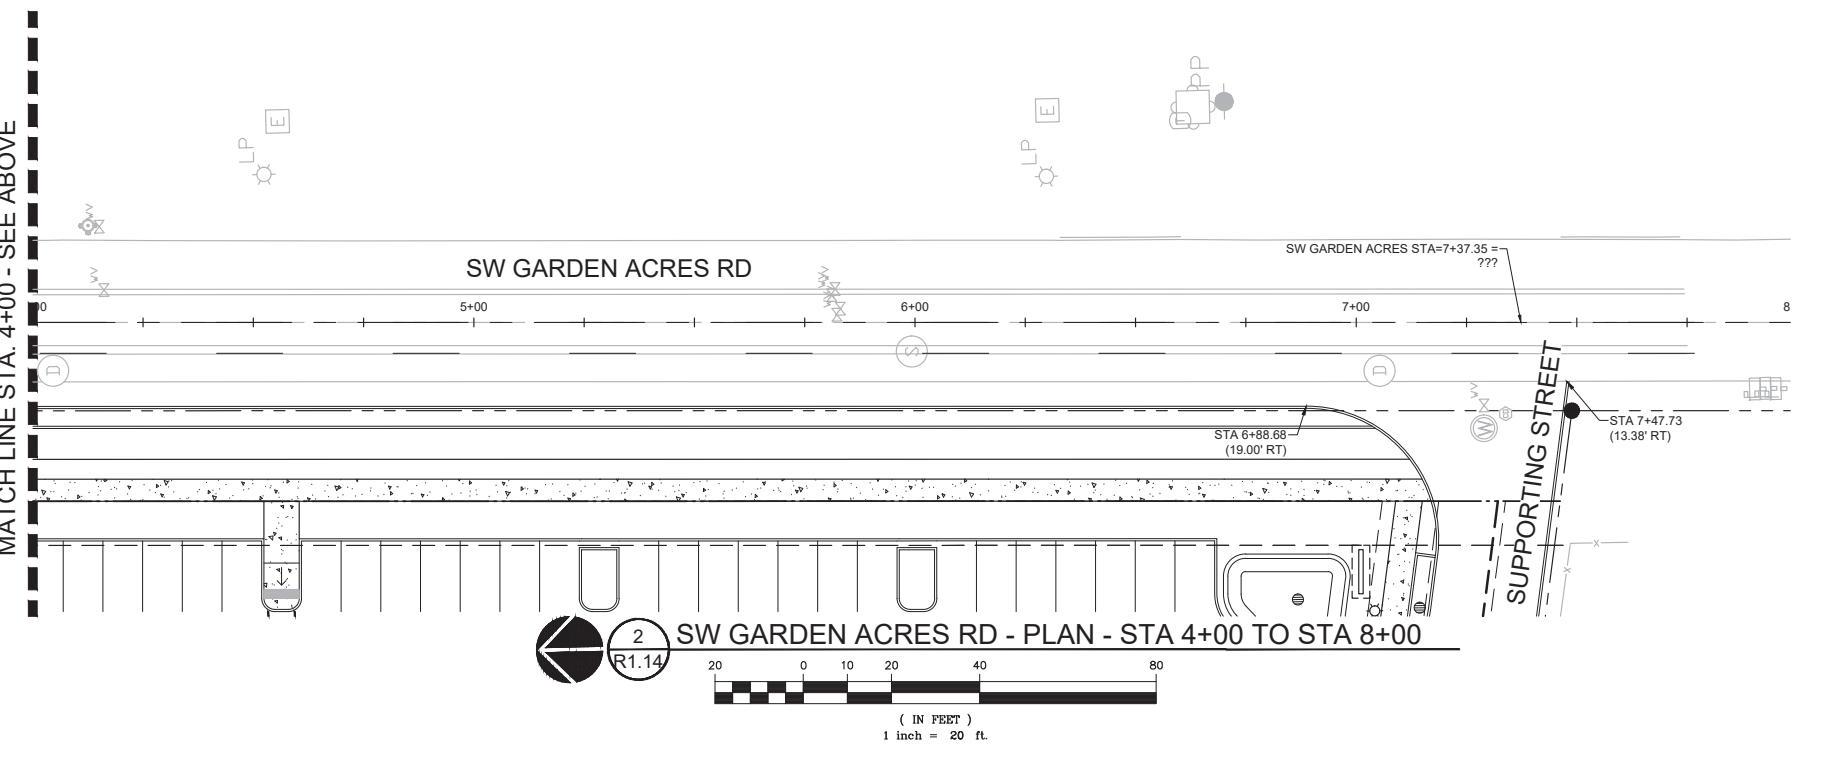 MATCH LINE STA. 4+00 - SEE ABOVE
LP
E
LP
E
PP
W
W
W
SW GARDEN ACRES RD
SW GARDEN ACRES STA=7+37.35 =
???
00
5+00
6+00
7+00
8
D
S
D
W
W
STA 6+88.68
(19.00' RT)
STA 7+47.73
(13.38' RT)
SUPPORTING STREET
x
x
2
R1.14
SW GARDEN ACRES RD - PLAN - STA 4+00 TO STA 8+00
20 0 10 20 40 80
( IN FEET )
1 inch = 20 ft.